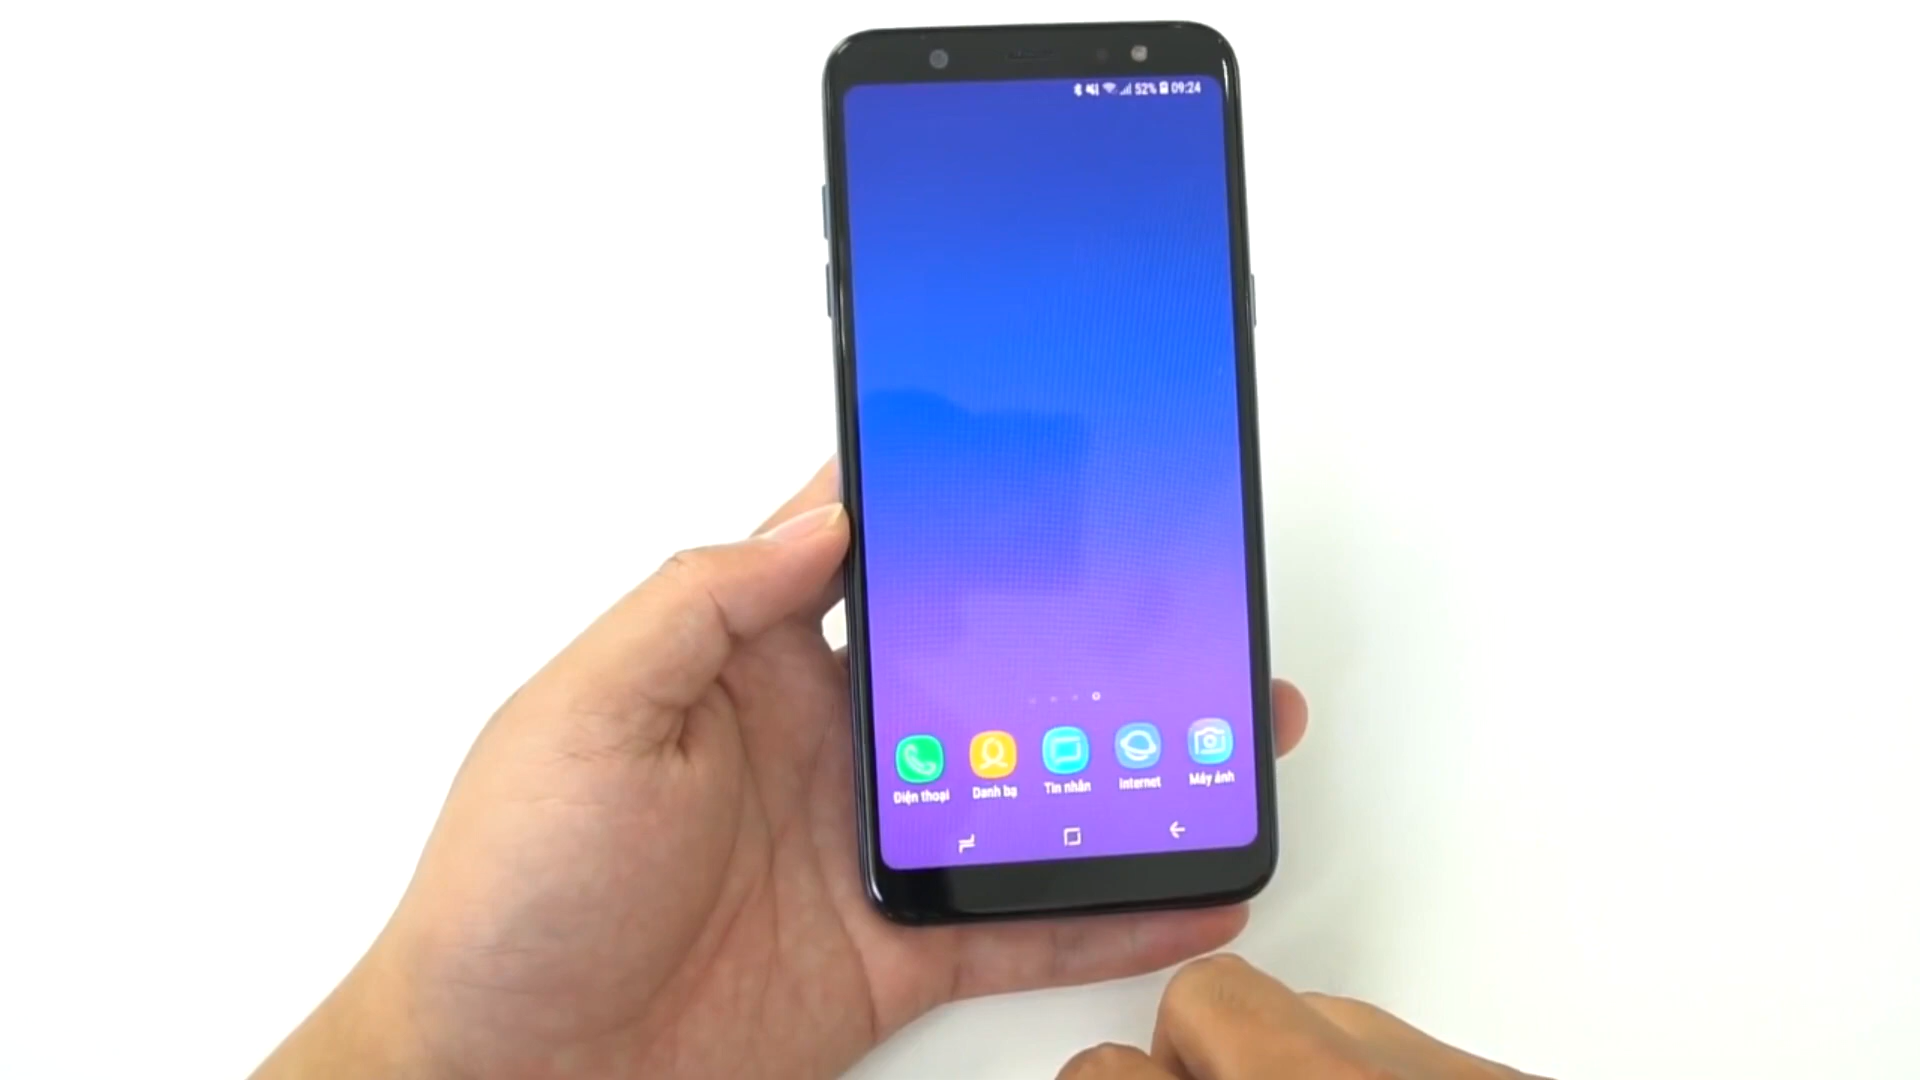 52% 09:24
Điện thoại Danh bạ Tin nhắn Internet Máy ảnh